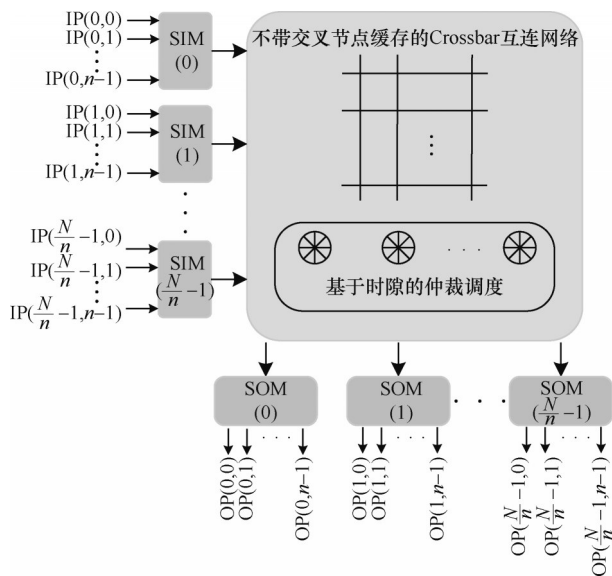 IP(0,0)
IP(0,1)
IP(0,n−1)
SIM
(0)
IP(1,0)
IP(1,1)
IP(1,n−1)
SIM
(1)
IP(N/n −1,0)
IP(N/n −1,1)
IP(N/n −1,n−1)
SIM
(N/n −1)
不带交叉节点缓存的Crossbar互连网络
基于时隙的仲裁调度
SOM
(0)
SOM
(1)
SOM
(N/n −1)
OP(0,0)
OP(0,1)
OP(0,n−1)
OP(1,0)
OP(1,1)
OP(1,n−1)
OP(N/n −1,0)
OP(N/n −1,1)
OP(N/n −1,n−1)